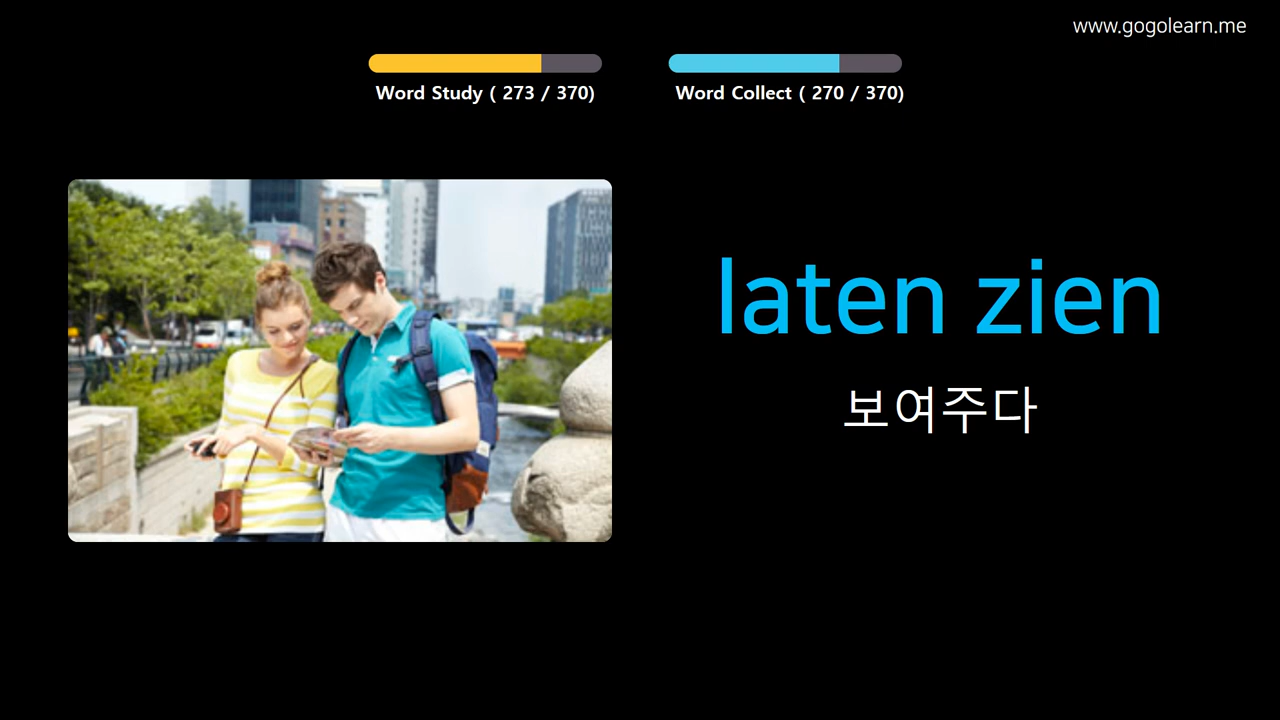 www.gogolearn.me
Word Study ( 273 / 370)
Word Collect ( 270 / 370)
laten zien
보여주다